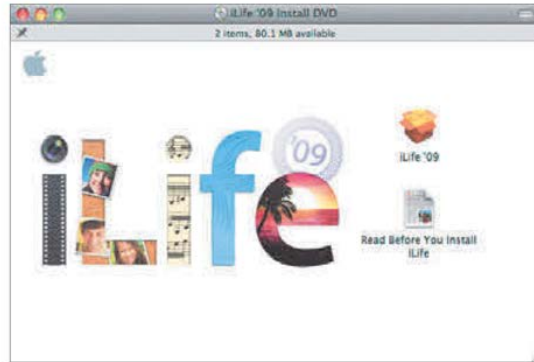 iLife '09 Install DVD
2 items, 80.1 MB available
iLife '09
iLife '09
Read Before You Install
iLife